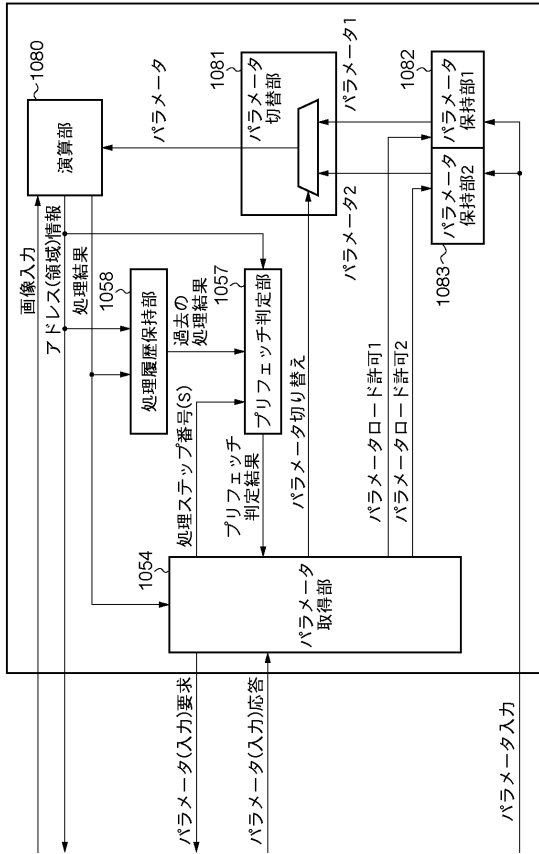 1080
演算部
パラメータ
1081
パラメータ
切替部
パラメータ1
パラメータ2
1082
パラメータ
保持部1
パラメータ
保持部2
1083
画像入力
アドレス(領域)情報
処理結果
1058
処理履歴保持部
過去の
処理結果
1057
プリフェッチ判定部
処理ステップ番号(S)
プリフェッチ
判定結果
パラメータ切り替え
パラメータロード許可1
パラメータロード許可2
1054
パラメータ
取得部
パラメータ(入力)要求
パラメータ(入力)応答
パラメータ入力